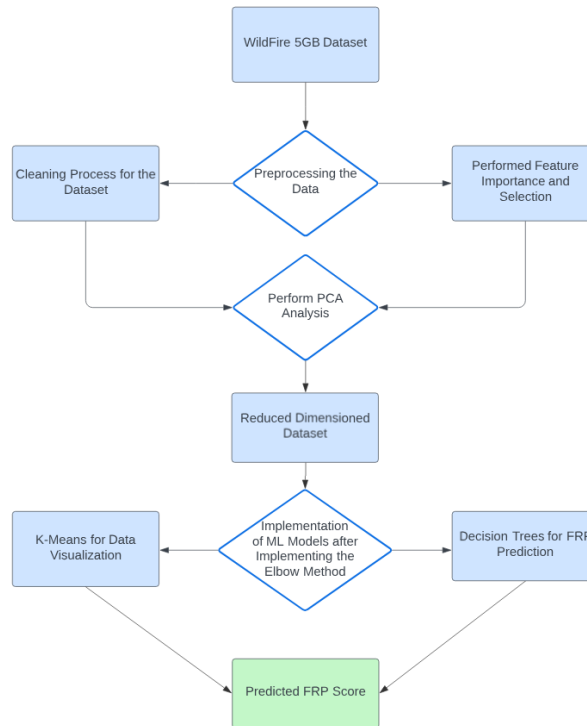 WildFire 5GB Dataset
Preprocessing the
Data
Cleaning Process for the
Dataset
Performed Feature
Importance and
Selection
Perform PCA
Analysis
Reduced Dimensioned
Dataset
Implementation
of ML Models after
Implementing the
Elbow Method
K-Means for Data
Visualization
Decision Trees for FRP
Prediction
Predicted FRP Score